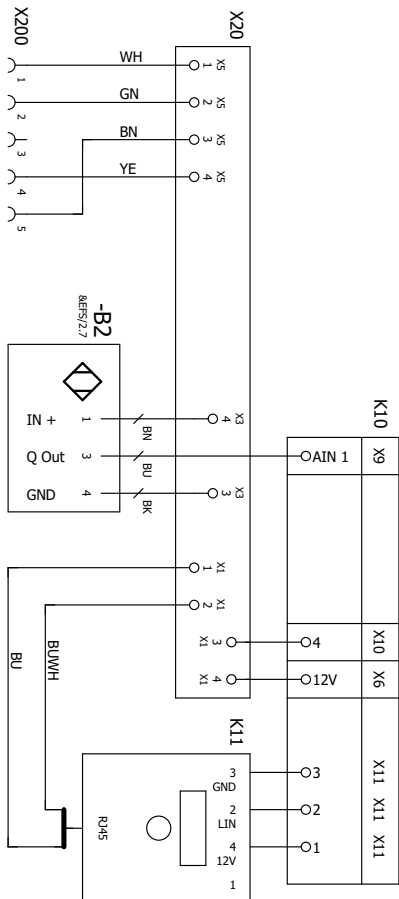 X200
1
2
3
4
5
WH
GN
BN
YE
X20
1 X5
2 X5
3 X5
4 X5
-B2
&EFS/2.7
IN + 1
Q Out 3
GND 4
BN
BU
BK
4 X3
3 X3
1 X1
2 X1
X1 3
X1 4
BU
BUWH
K10
AIN 1 X9
4 X10
12V X6
3 X11
2 X11
1 X11
K11
3
GND
2
LIN
4
12V
1
RJ45